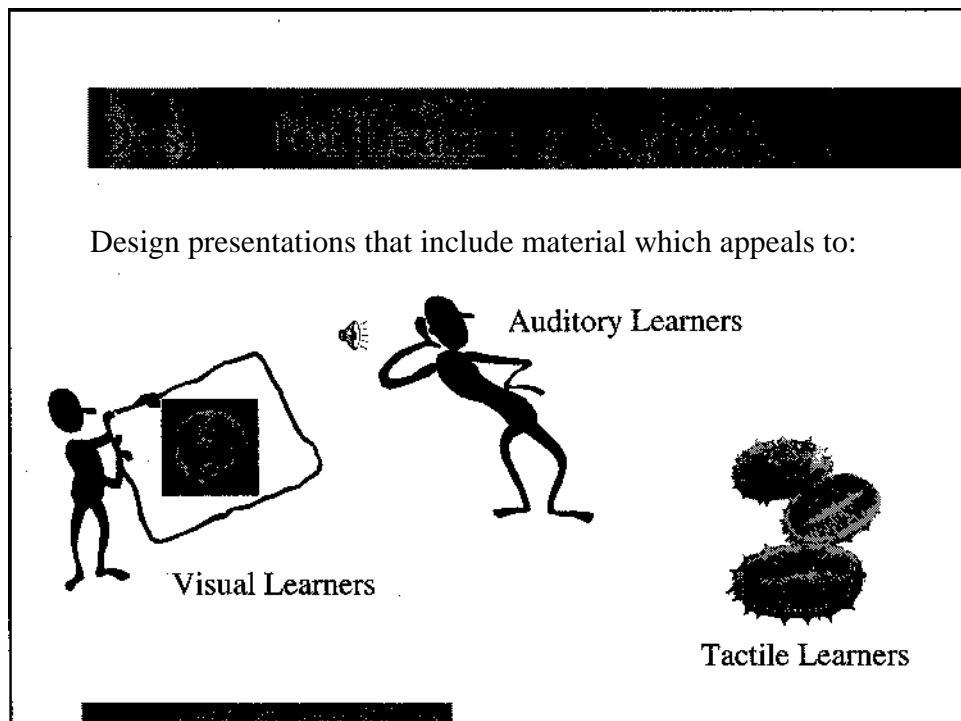 Design presentations that include material which appeals to:
Auditory Learners
Visual Learners
Tactile Learners